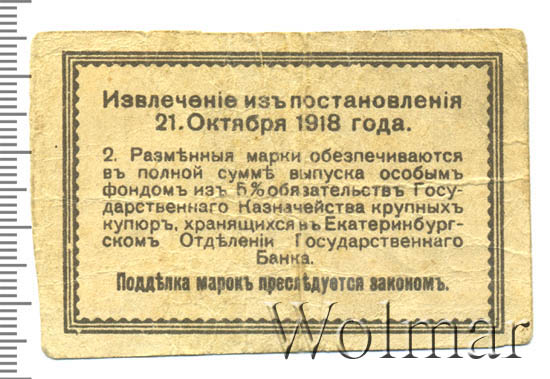 Извлеченіе изъ постановленія
21. Октября 1918 года.
2. Размѣнныя марки обезпечиваются
въ полной суммѣ выпуска особымъ
фондомъ изъ 5% обязательствъ Госу-
дарственнаго Казначейства крупныхъ
купюръ, хранящихся въ Екатеринбург-
скомъ Отдѣленіи Государственнаго
Банка.
Поддѣлка марокъ преслѣдуется закономъ.
Wolmar